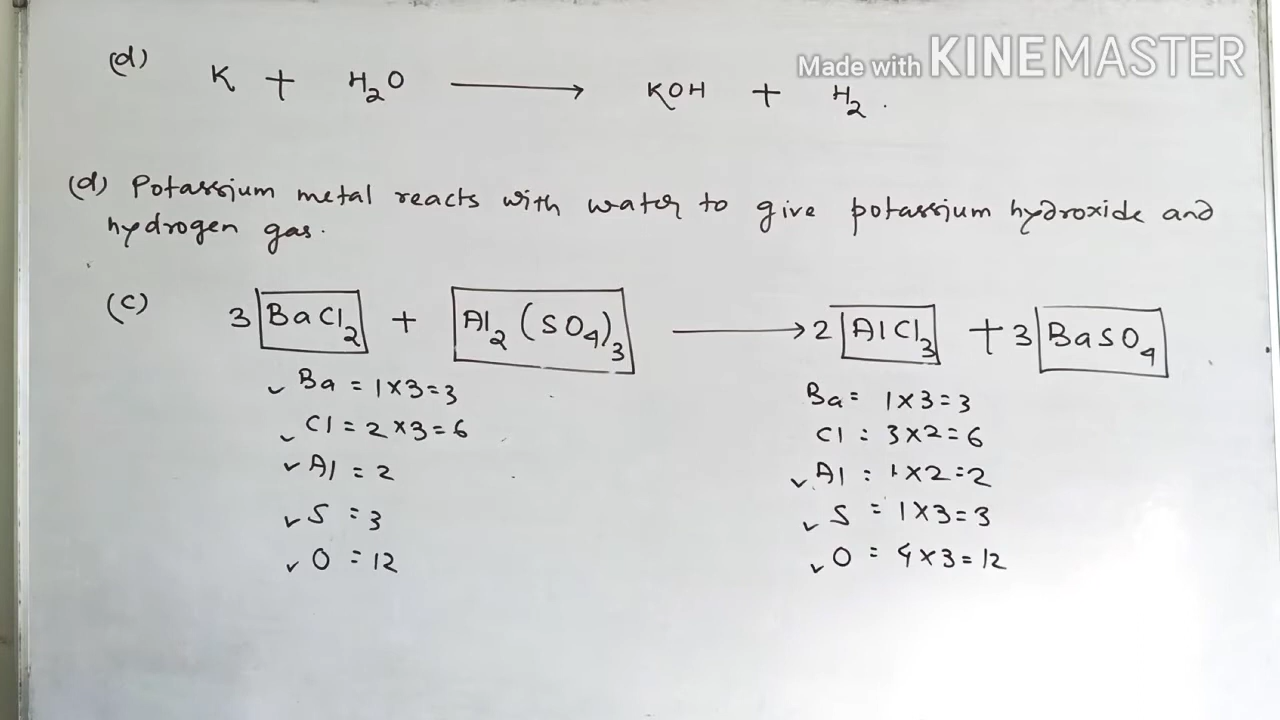 Made with KINEMASTER
(d) K + H₂O ⟶ KOH + H₂.
(d) Potassium metal reacts with water to give potassium hydroxide and
hydrogen gas.
(c) 3 BaCl₂ + Al₂(SO₄)₃ ⟶ 2 AlCl₃ + 3 BaSO₄
✓ Ba = 1×3=3 Ba= 1×3=3
✓ Cl = 2×3=6 Cl = 3×2=6
✓ Al = 2 ✓ Al = 1×2=2
✓ S = 3 ✓ S = 1×3=3
✓ O = 12 ✓ O = 4×3=12